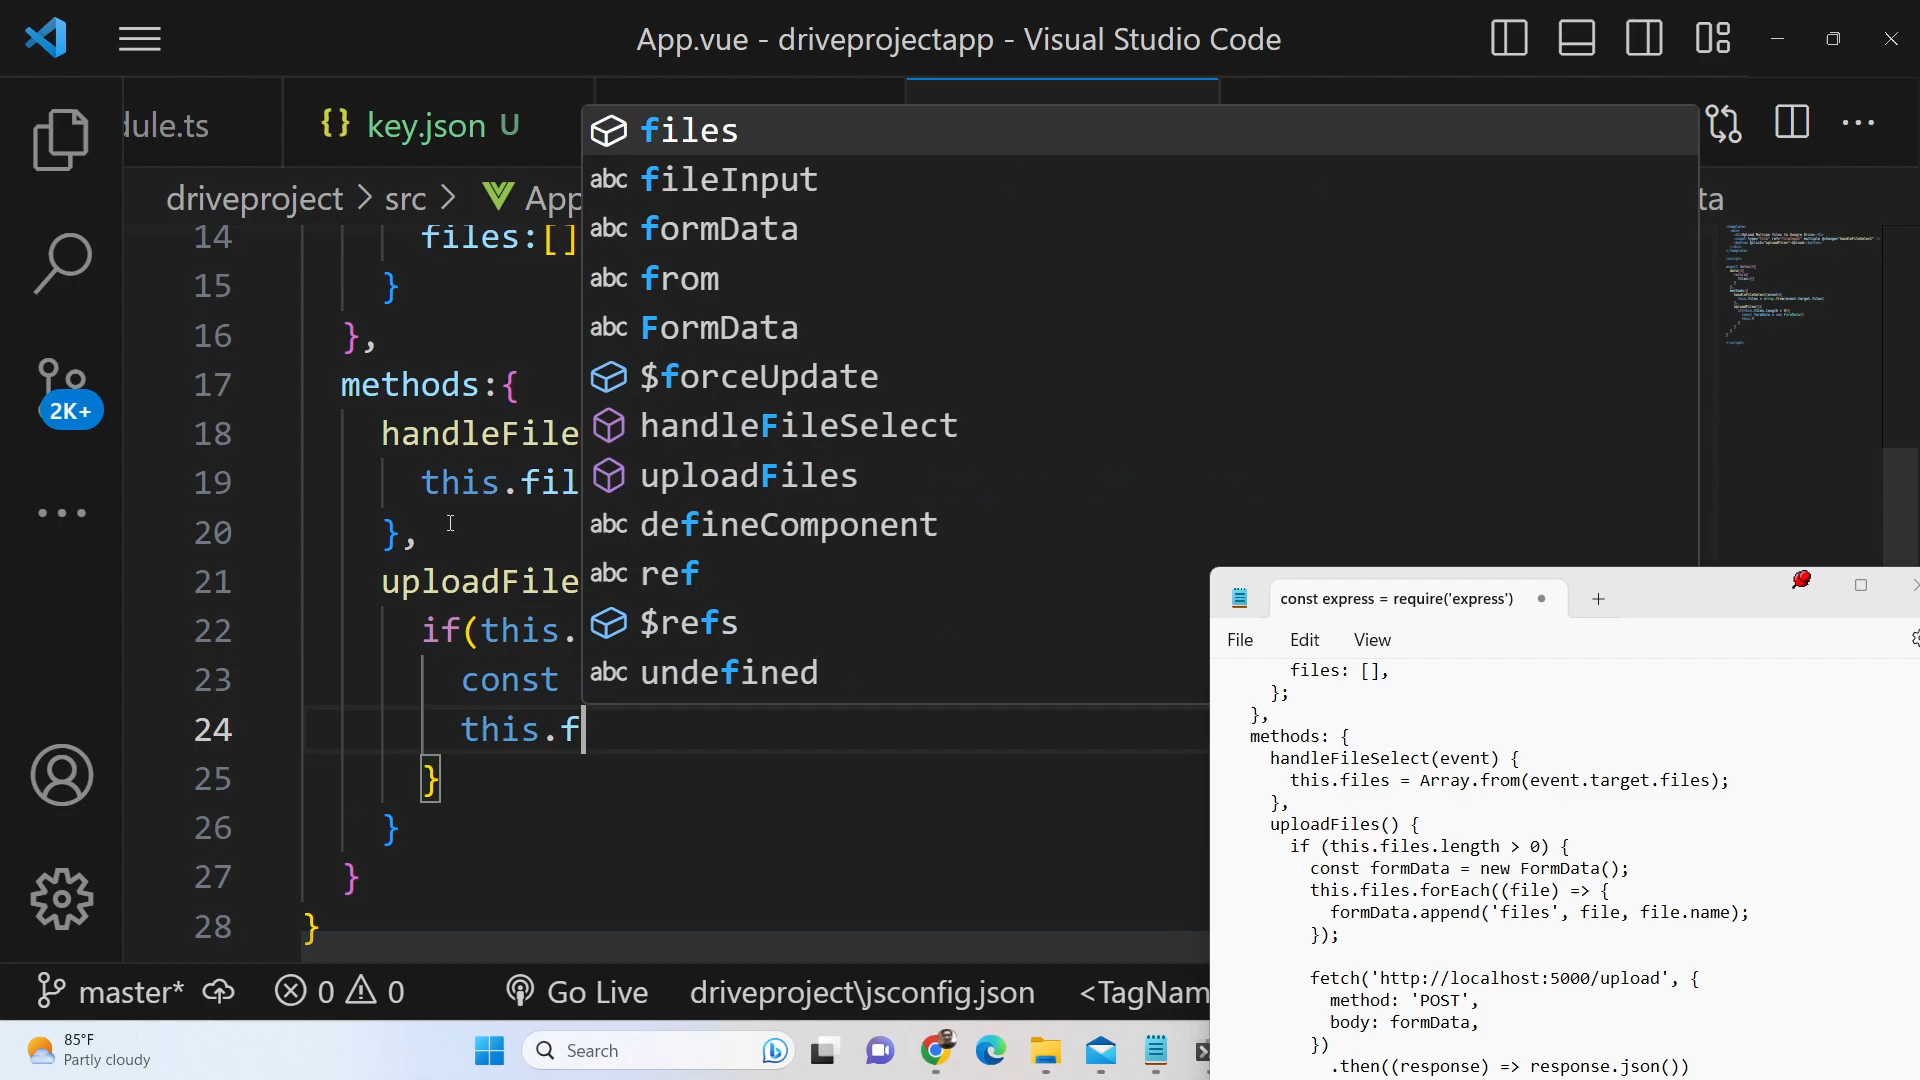 App.vue - driveprojectapp - Visual Studio Code
dule.ts
{} key.json U
driveproject > src > App
ta
14 files:[]
15 }
16 },
17 methods:{
18 handleFile
19 this.fil
20 },
21 uploadFile
22 if(this.
23 const
24 this.f
25 }
26 }
27 }
28 }
files
abc fileInput
abc formData
abc from
abc FormData
$forceUpdate
handleFileSelect
uploadFiles
abc defineComponent
abc ref
$refs
abc undefined
2K+
const express = require('express')
File Edit View
files: [],
};
},
methods: {
handleFileSelect(event) {
this.files = Array.from(event.target.files);
},
uploadFiles() {
if (this.files.length > 0) {
const formData = new FormData();
this.files.forEach((file) => {
formData.append('files', file, file.name);
});
fetch('http://localhost:5000/upload', {
method: 'POST',
body: formData,
})
.then((response) => response.json())
master* 0 0 Go Live driveproject\jsconfig.json <TagNam
85°F
Partly cloudy
Search